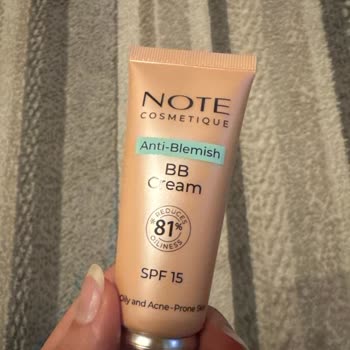 NOTE
COSMETIQUE
Anti-Blemish
BB
Cream
*REDUCES
81%
OILINESS
SPF 15
Oily and Acne-Prone Skin